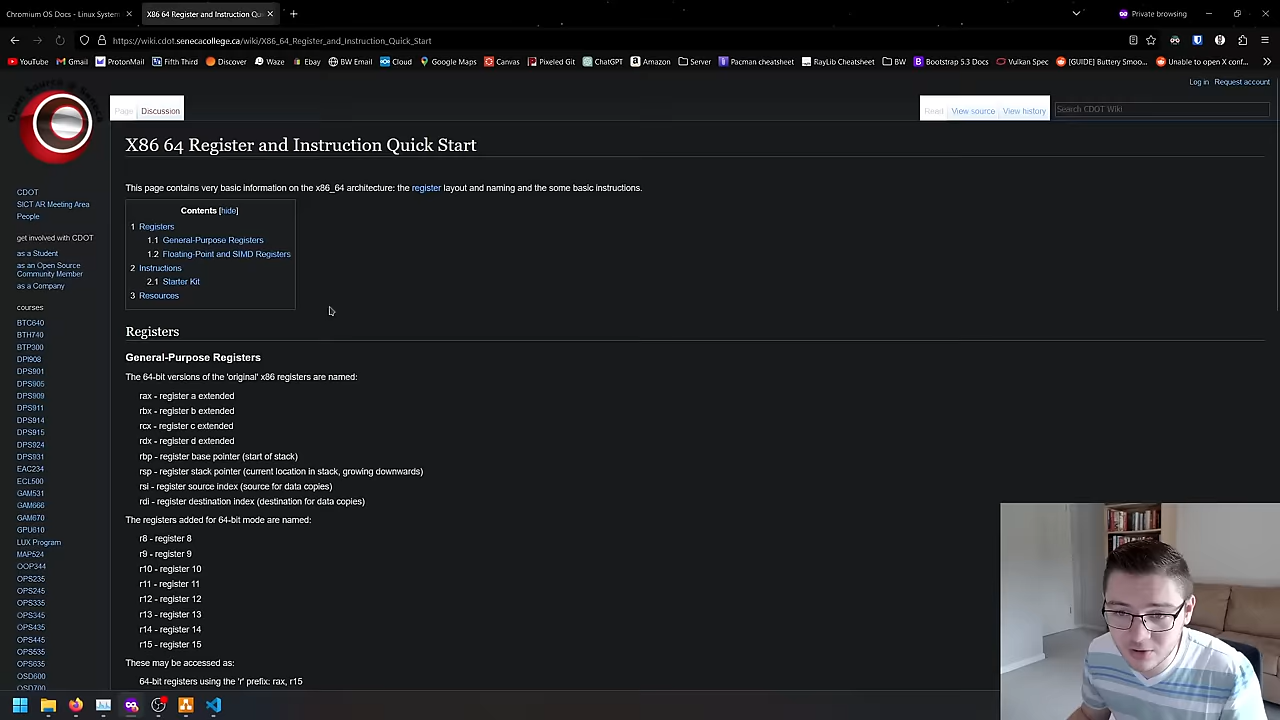 Chromium OS Docs - Linux System
X86 64 Register and Instruction Qu
Private browsing
https://wiki.cdot.senecacollege.ca/wiki/X86_64_Register_and_Instruction_Quick_Start
YouTube Gmail ProtonMail Fifth Third Discover Waze Ebay BW Email Cloud Google Maps Canvas Pixeled Git ChatGPT Amazon Server Pacman cheatsheet RayLib Cheatsheet BW Bootstrap 5.3 Docs Vulkan Spec [GUIDE] Buttery Smoo... Unable to open X conf...
Log in Request account
Page Discussion Read View source View history Search CDOT Wiki
X86 64 Register and Instruction Quick Start
This page contains very basic information on the x86_64 architecture: the register layout and naming and the some basic instructions.
Contents [hide]
1 Registers
1.1 General-Purpose Registers
1.2 Floating-Point and SIMD Registers
2 Instructions
2.1 Starter Kit
3 Resources
Registers
General-Purpose Registers
The 64-bit versions of the 'original' x86 registers are named:
rax - register a extended
rbx - register b extended
rcx - register c extended
rdx - register d extended
rbp - register base pointer (start of stack)
rsp - register stack pointer (current location in stack, growing downwards)
rsi - register source index (source for data copies)
rdi - register destination index (destination for data copies)
The registers added for 64-bit mode are named:
r8 - register 8
r9 - register 9
r10 - register 10
r11 - register 11
r12 - register 12
r13 - register 13
r14 - register 14
r15 - register 15
These may be accessed as:
64-bit registers using the 'r' prefix: rax, r15
CDOT
SICT AR Meeting Area
People
get involved with CDOT
as a Student
as an Open Source
Community Member
as a Company
courses
BTC640
BTH740
BTP300
DPI908
DPS901
DPS905
DPS909
DPS911
DPS914
DPS915
DPS924
DPS931
EAC234
ECL500
GAM531
GAM666
GAM670
GPU610
LUX Program
MAP524
OOP344
OPS235
OPS245
OPS335
OPS345
OPS435
OPS445
OPS535
OPS635
OSD600
OSD700